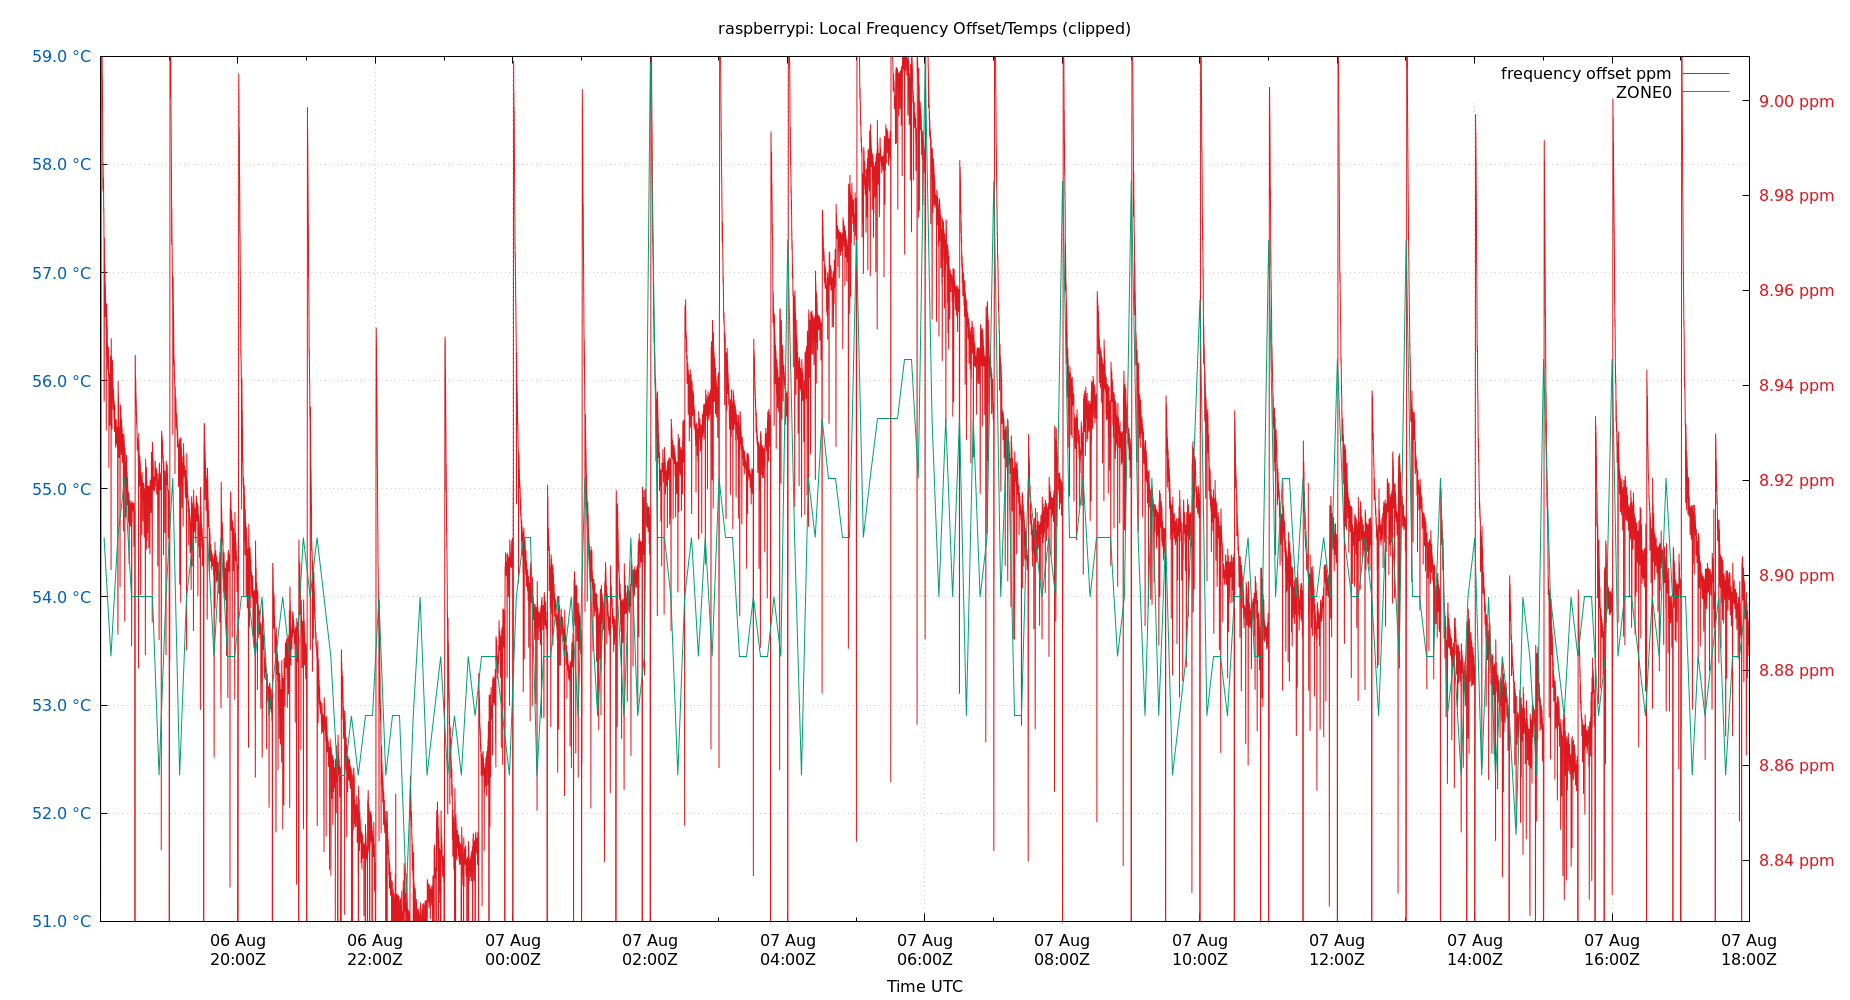 raspberrypi: Local Frequency Offset/Temps (clipped)
frequency offset ppm
ZONE0
59.0 °C
58.0 °C
57.0 °C
56.0 °C
55.0 °C
54.0 °C
53.0 °C
52.0 °C
51.0 °C
9.00 ppm
8.98 ppm
8.96 ppm
8.94 ppm
8.92 ppm
8.90 ppm
8.88 ppm
8.86 ppm
8.84 ppm
06 Aug
20:00Z
06 Aug
22:00Z
07 Aug
00:00Z
07 Aug
02:00Z
07 Aug
04:00Z
07 Aug
06:00Z
07 Aug
08:00Z
07 Aug
10:00Z
07 Aug
12:00Z
07 Aug
14:00Z
07 Aug
16:00Z
07 Aug
18:00Z
Time UTC